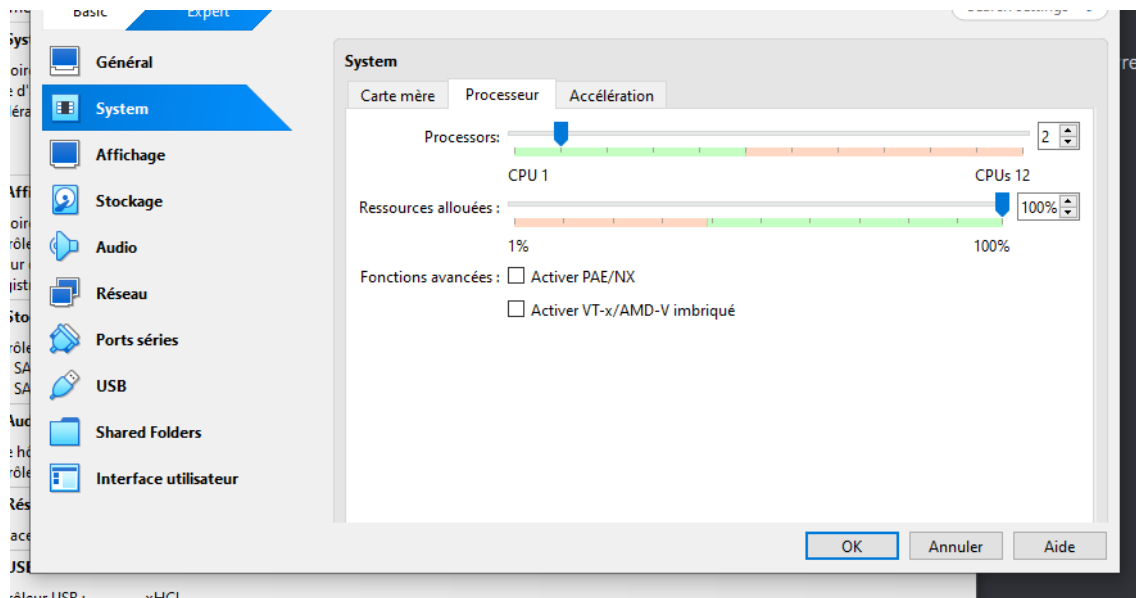 Basic Expert
Général
System
Affichage
Stockage
Audio
Réseau
Ports séries
USB
Shared Folders
Interface utilisateur
System
Carte mère Processeur Accélération
Processors: 2
CPU 1 CPUs 12
Ressources allouées : 100%
1% 100%
Fonctions avancées : Activer PAE/NX
Activer VT-x/AMD-V imbriqué
OK Annuler Aide
xHCI